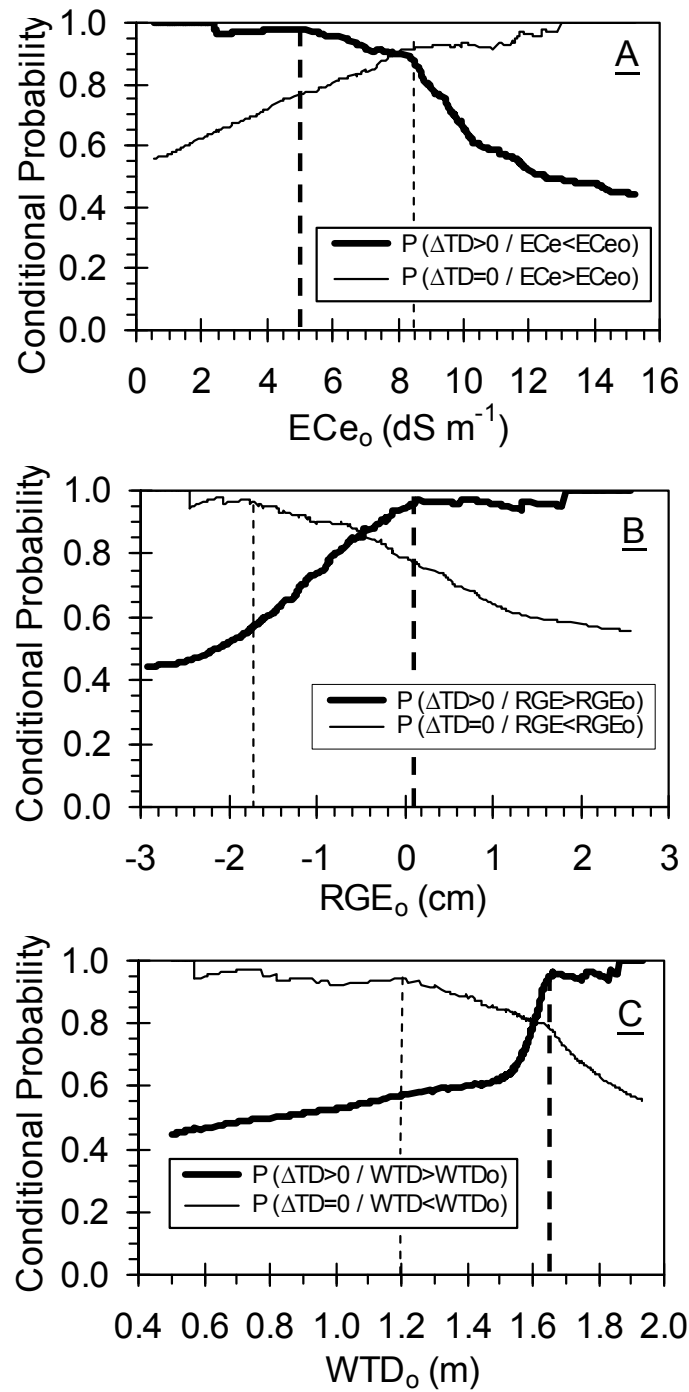 1.0
0.8
0.6
0.4
0.2
0.0
Conditional Probability
A
P (ΔTD>0 / ECe<ECeo)
P (ΔTD=0 / ECe>ECeo)
0 2 4 6 8 10 12 14 16
ECeₒ (dS m⁻¹)
1.0
0.8
0.6
0.4
0.2
0.0
Conditional Probability
B
P (ΔTD>0 / RGE>RGEo)
P (ΔTD=0 / RGE<RGEo)
-3 -2 -1 0 1 2 3
RGEₒ (cm)
1.0
0.8
0.6
0.4
0.2
0.0
Conditional Probability
C
P (ΔTD>0 / WTD>WTDo)
P (ΔTD=0 / WTD<WTDo)
0.4 0.6 0.8 1.0 1.2 1.4 1.6 1.8 2.0
WTDₒ (m)